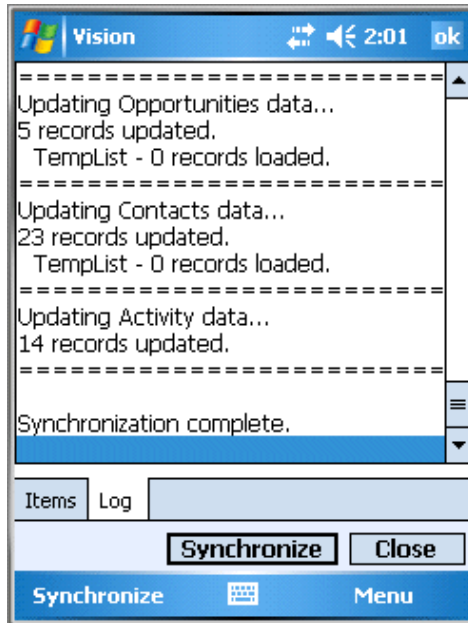 Vision 2:01 ok
==========================
Updating Opportunities data...
5 records updated.
TempList - 0 records loaded.
==========================
Updating Contacts data...
23 records updated.
TempList - 0 records loaded.
==========================
Updating Activity data...
14 records updated.
==========================
Synchronization complete.
Items Log
Synchronize Close
Synchronize Menu